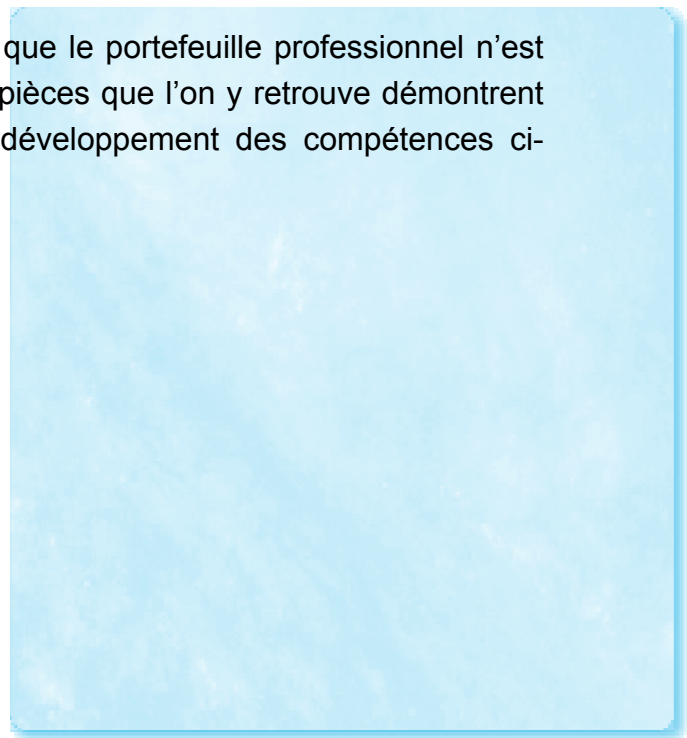 que le portefeuille professionnel n’est
pièces que l’on y retrouve démontrent
développement des compétences ci-